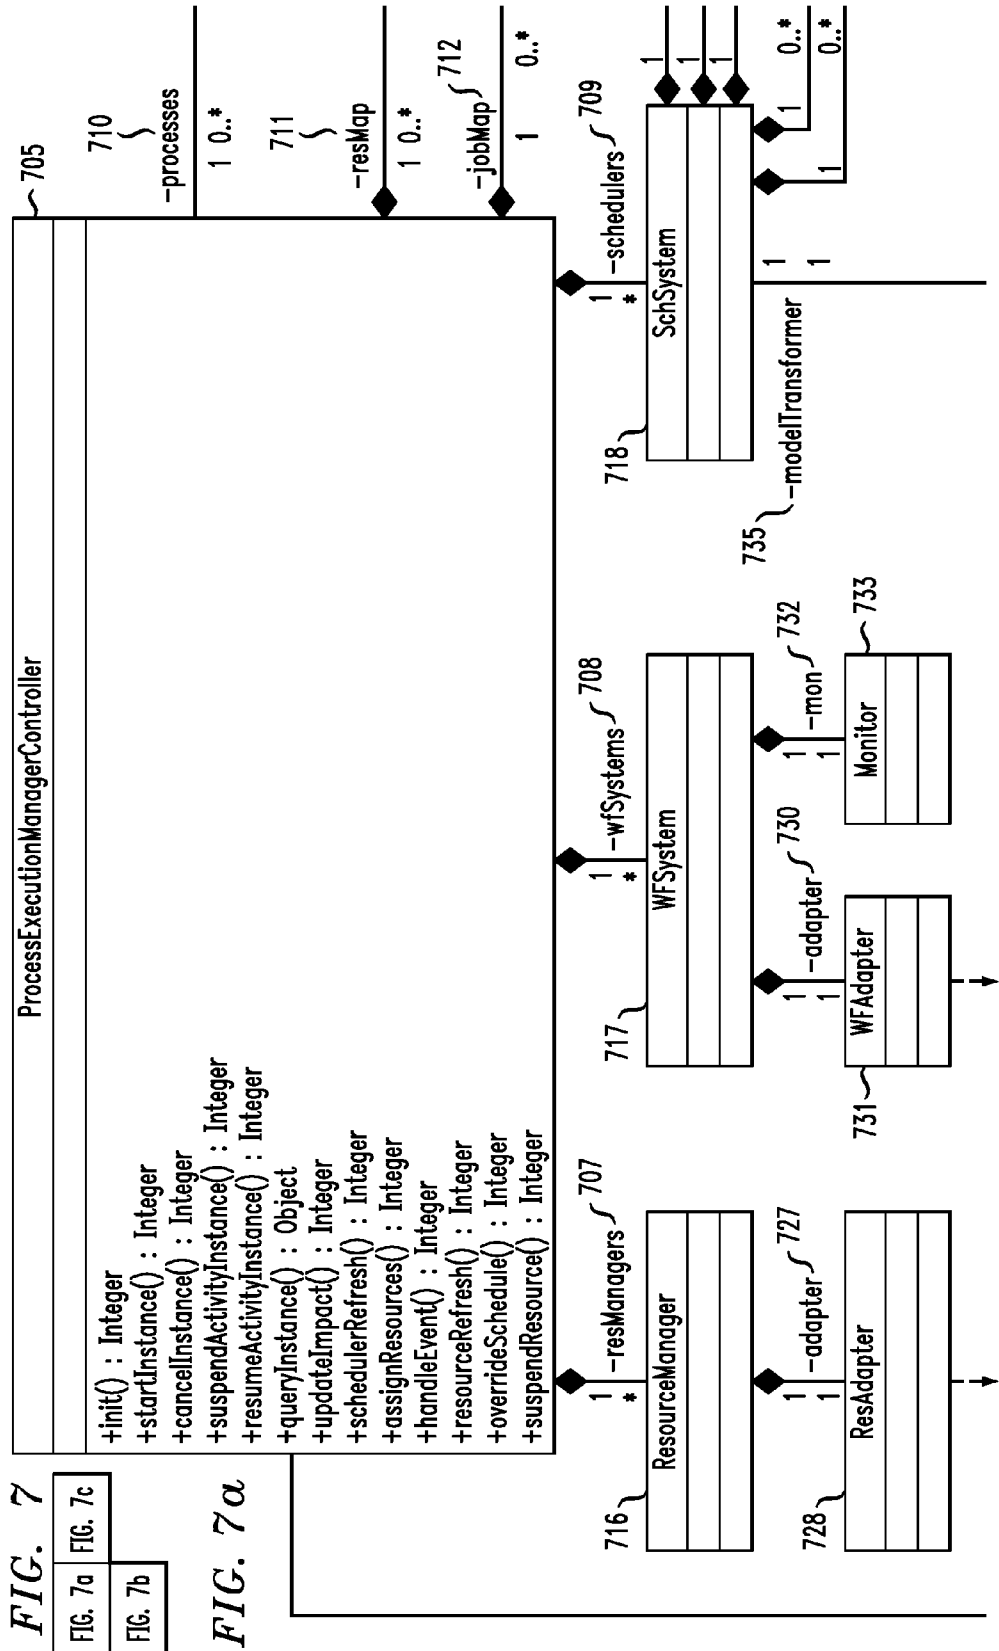 FIG. 7
FIG. 7a
FIG. 7c
FIG. 7b
FIG. 7a
ProcessExecutionManagerController
705
+init() : Integer
+startInstance() : Integer
+cancelInstance() : Integer
+suspendActivityInstance() : Integer
+resumeActivityInstance() : Integer
+queryInstance() : Object
+updateImpact() : Integer
+schedulerRefresh() : Integer
+assignResources() : Integer
+handleEvent() : Integer
+resourceRefresh() : Integer
+overrideSchedule() : Integer
+suspendResource() : Integer
710
-processes
1 0..*
711
-resMap
1 0..*
712
-jobMap
1 0..*
1
*
-resManagers
707
1
*
-wfSystems
708
1
*
-schedulers
709
716
ResourceManager
717
WFSystem
718
SchSystem
1
1
1
1
0..*
1
0..*
1
1
735
-modelTransformer
1
1
-adapter
727
1
1
-adapter
730
1
1
-mon
732
728
ResAdapter
731
WFAdapter
Monitor
733